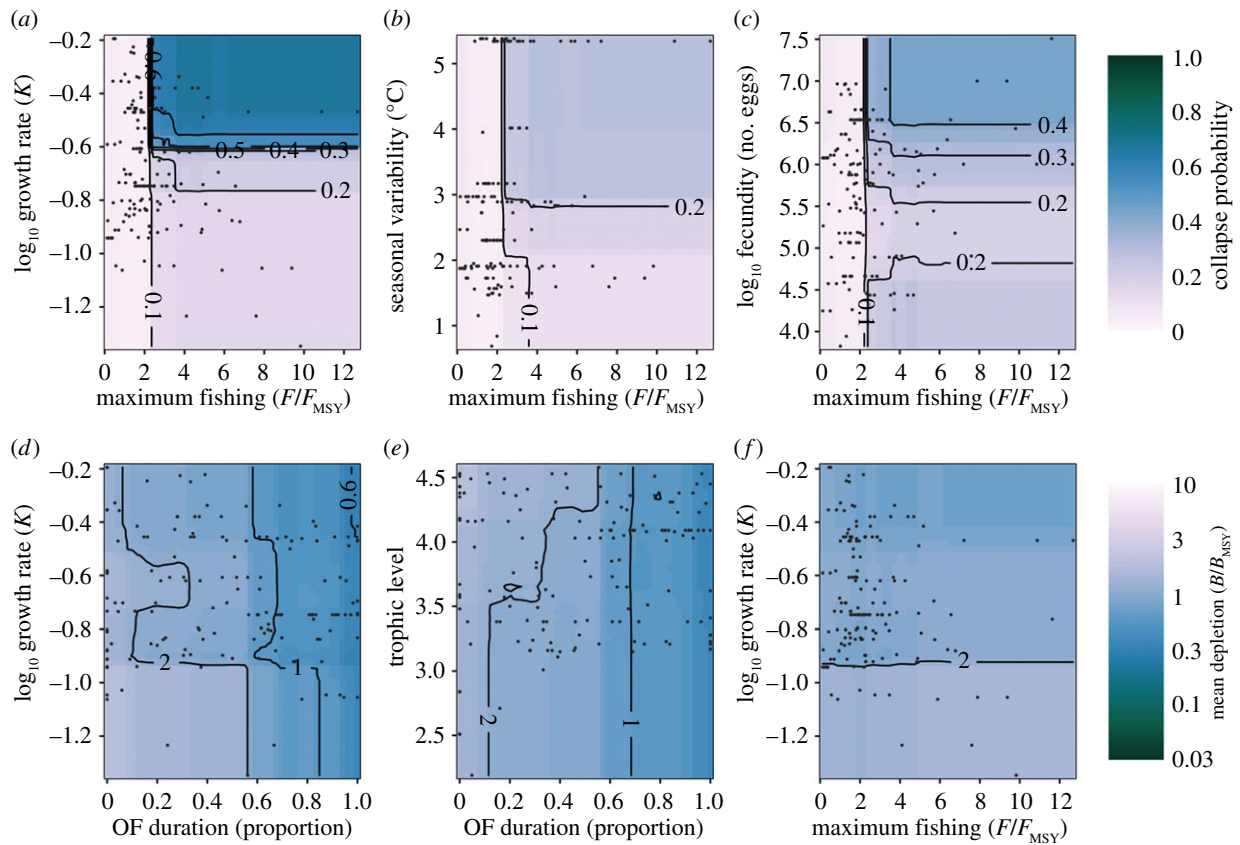 (a)
−0.2
−0.4
−0.6
−0.8
−1.0
−1.2
log10 growth rate (K)
0.6
0.5 0.4 0.3
0.2
0.1
0 2 4 6 8 10 12
maximum fishing (F/FMSY)
(b)
5
4
3
2
1
seasonal variability (°C)
0.2
0.1
0 2 4 6 8 10 12
maximum fishing (F/FMSY)
(c)
7.5
7.0
6.5
6.0
5.5
5.0
4.5
4.0
log10 fecundity (no. eggs)
0.4
0.3
0.2
0.2
0.1
0 2 4 6 8 10 12
maximum fishing (F/FMSY)
1.0
0.8
0.6
0.4
0.2
0
collapse probability
(d)
−0.2
−0.4
−0.6
−0.8
−1.0
−1.2
log10 growth rate (K)
0.6
2
1
0 0.2 0.4 0.6 0.8 1.0
OF duration (proportion)
(e)
4.5
4.0
3.5
3.0
2.5
trophic level
2
1
0 0.2 0.4 0.6 0.8 1.0
OF duration (proportion)
(f)
−0.2
−0.4
−0.6
−0.8
−1.0
−1.2
log10 growth rate (K)
2
0 2 4 6 8 10 12
maximum fishing (F/FMSY)
10
3
1
0.3
0.1
0.03
mean depletion (B/BMSY)